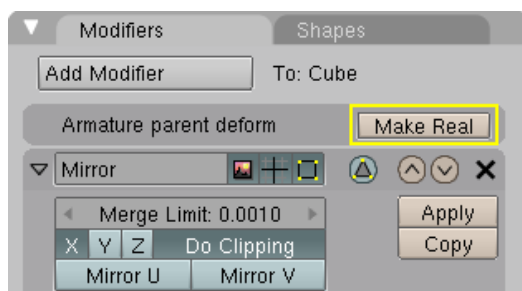 Modifiers Shapes
Add Modifier To: Cube
Armature parent deform Make Real
Mirror
Merge Limit: 0.0010 Apply
X Y Z Do Clipping Copy
Mirror U Mirror V